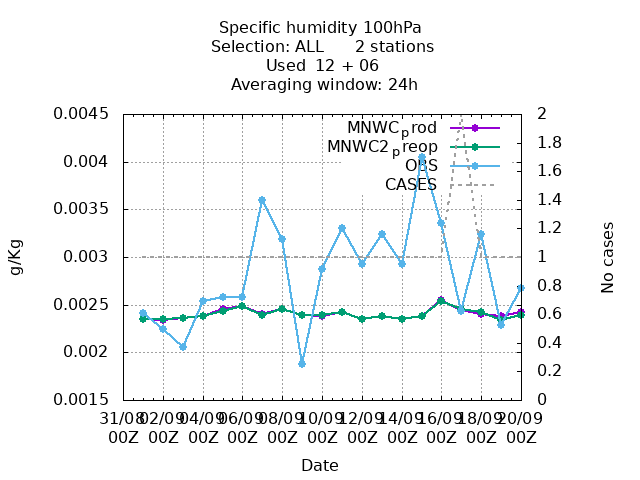 Specific humidity 100hPa
Selection: ALL 2 stations
Used 12 + 06
Averaging window: 24h
0.0045
0.004
0.0035
0.003
0.0025
0.002
0.0015
g/Kg
2
1.8
1.6
1.4
1.2
1
0.8
0.6
0.4
0.2
0
No cases
MNWCprod
MNWC2preop
OBS
CASES
31/08 02/09 04/09 06/09 08/09 10/09 12/09 14/09 16/09 18/09 20/09
00Z 00Z 00Z 00Z 00Z 00Z 00Z 00Z 00Z 00Z 00Z
Date